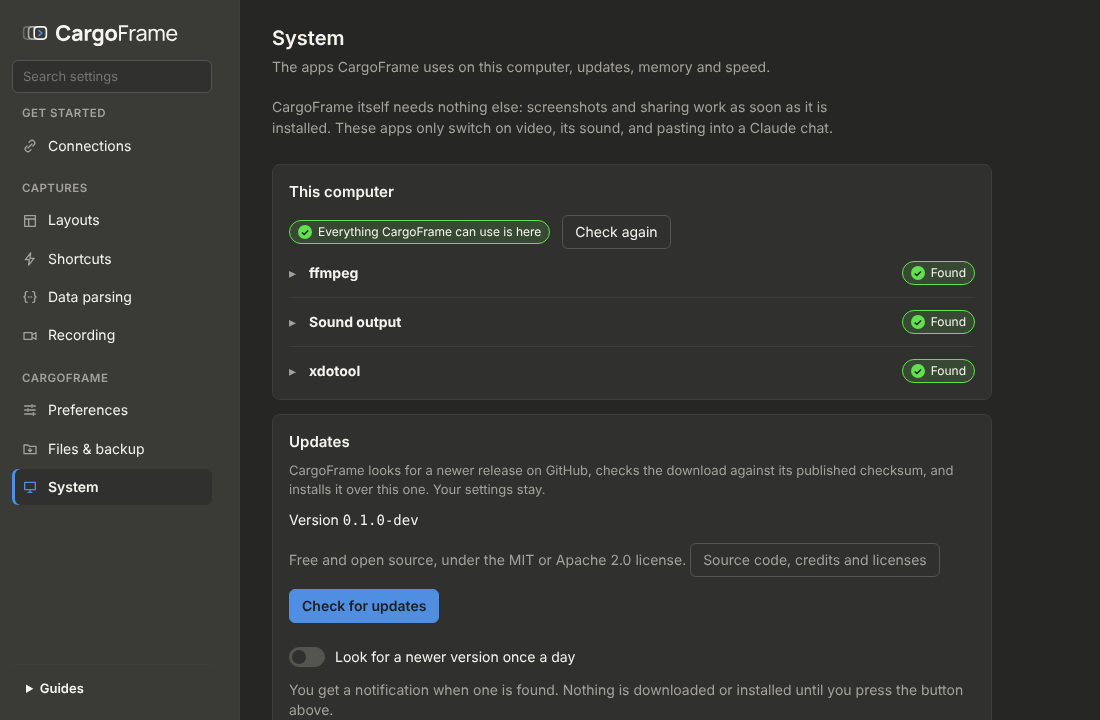 CargoFrame
Search settings
GET STARTED
Connections
CAPTURES
Layouts
Shortcuts
Data parsing
Recording
CARGOFRAME
Preferences
Files & backup
System
Guides
System
The apps CargoFrame uses on this computer, updates, memory and speed.
CargoFrame itself needs nothing else: screenshots and sharing work as soon as it is
installed. These apps only switch on video, its sound, and pasting into a Claude chat.
This computer
Everything CargoFrame can use is here
Check again
ffmpeg
Found
Sound output
Found
xdotool
Found
Updates
CargoFrame looks for a newer release on GitHub, checks the download against its published checksum, and
installs it over this one. Your settings stay.
Version 0.1.0-dev
Free and open source, under the MIT or Apache 2.0 license.
Source code, credits and licenses
Check for updates
Look for a newer version once a day
You get a notification when one is found. Nothing is downloaded or installed until you press the button
above.